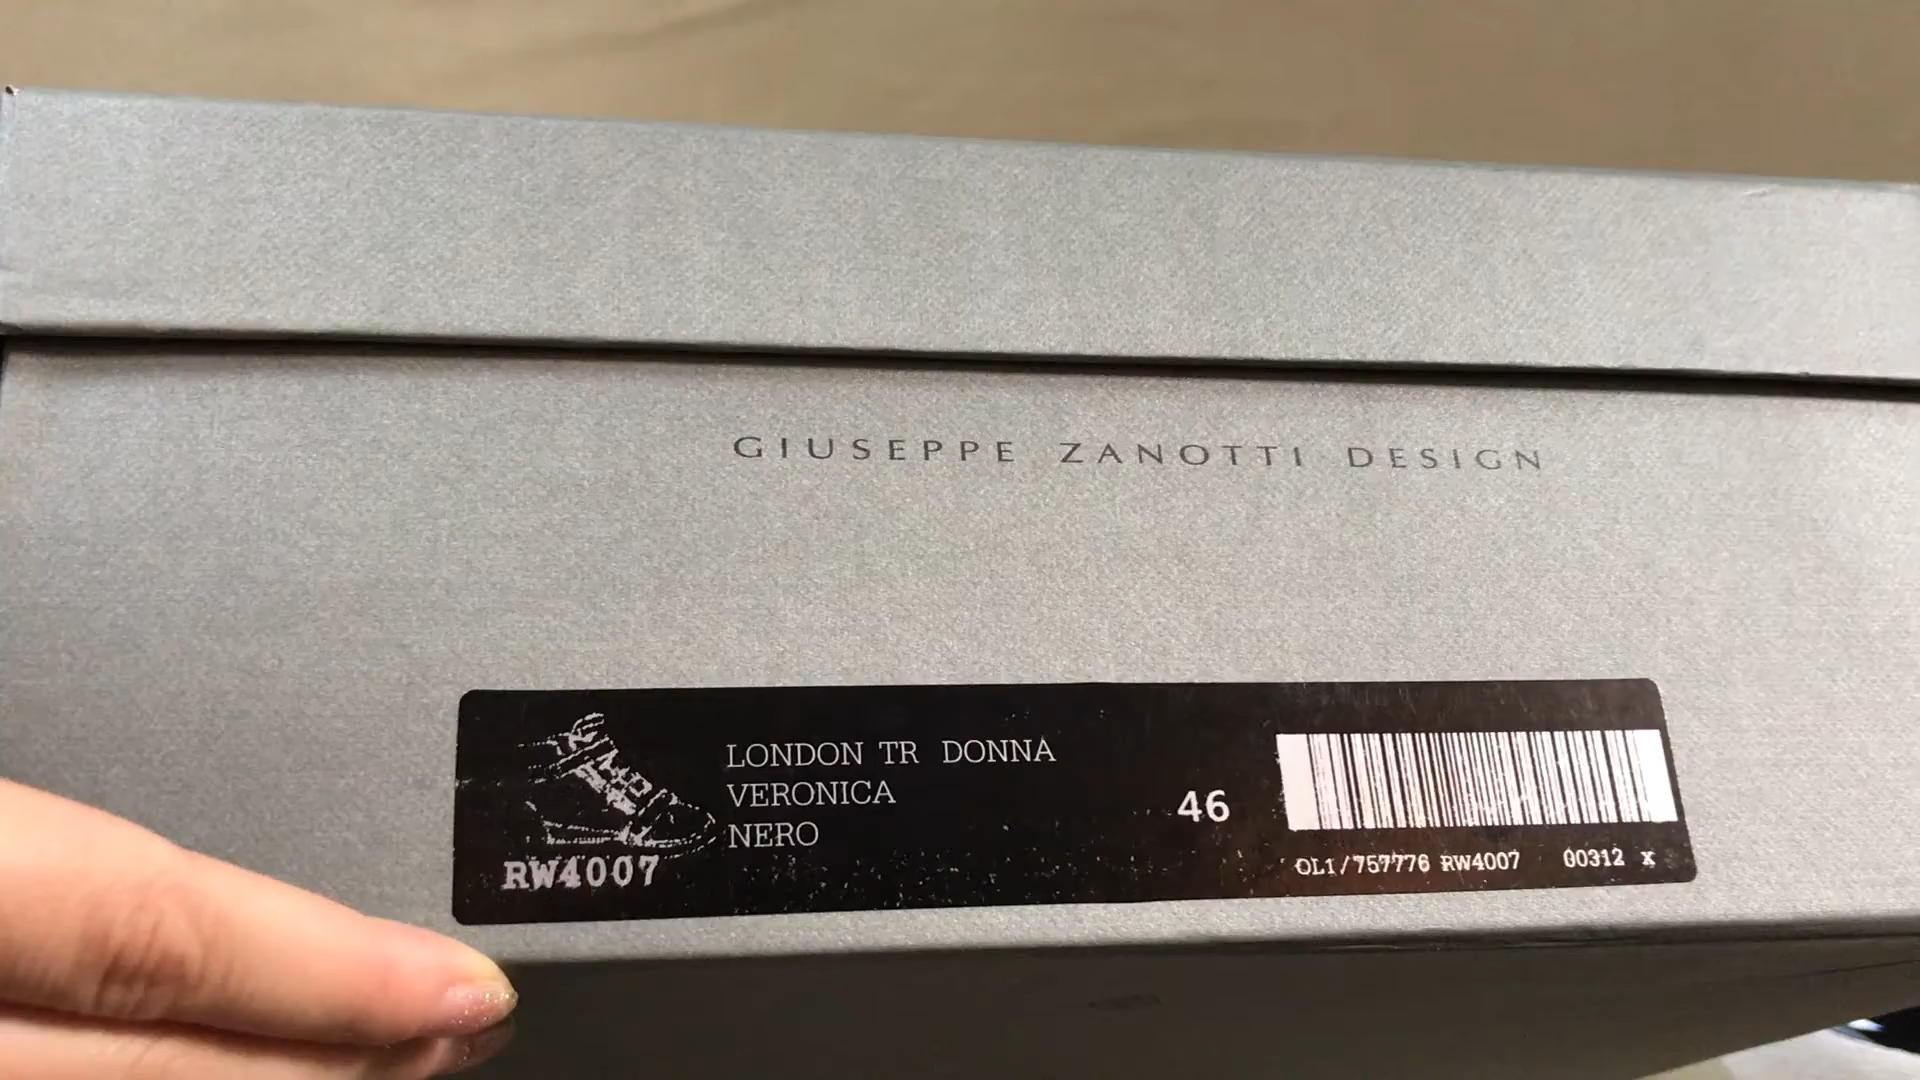 GIUSEPPE ZANOTTI DESIGN
LONDON TR DONNA
VERONICA
NERO
RW4007
46
OL1/757776 RW4007 00312 X